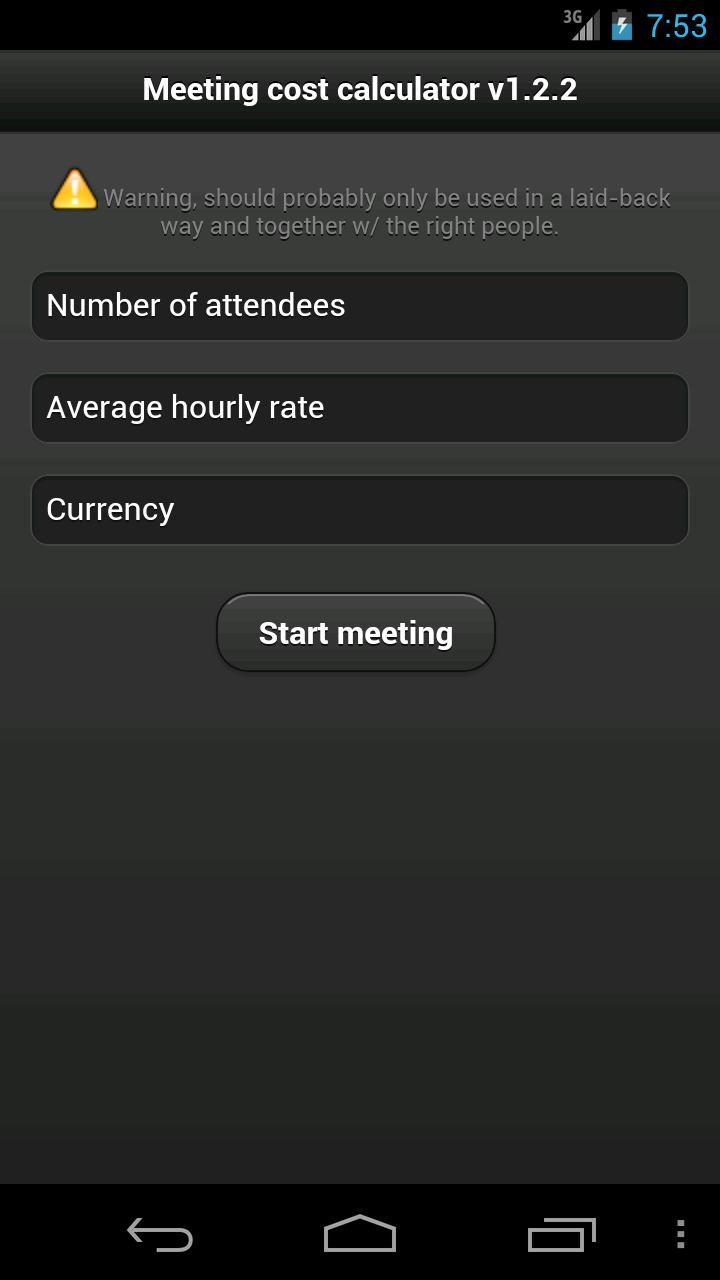 3G 7:53
Meeting cost calculator v1.2.2
Warning, should probably only be used in a laid-back
way and together w/ the right people.
Number of attendees
Average hourly rate
Currency
Start meeting